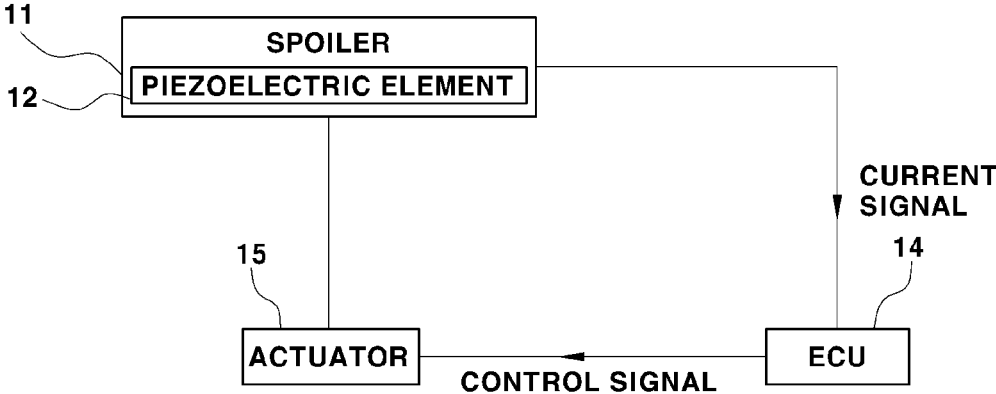 11
SPOILER
12
PIEZOELECTRIC ELEMENT
CURRENT
SIGNAL
15
14
ACTUATOR
ECU
CONTROL SIGNAL